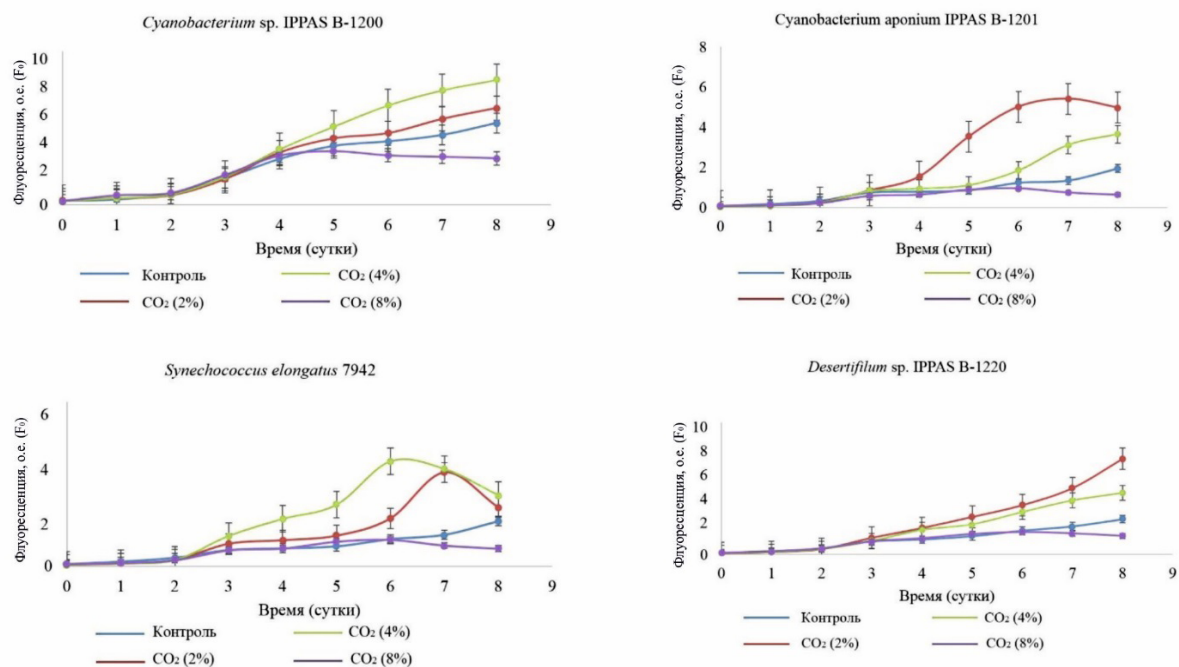 Cyanobacterium sp. IPPAS B-1200
Флуоресценция, о.е. (F₀)
10
8
6
4
2
0
0 1 2 3 4 5 6 7 8 9
Время (сутки)
Контроль
CO₂ (4%)
CO₂ (2%)
CO₂ (8%)
Cyanobacterium aponium IPPAS B-1201
Флуоресценция, о.е. (F₀)
8
6
4
2
0
0 1 2 3 4 5 6 7 8 9
Время (сутки)
Контроль
CO₂ (4%)
CO₂ (2%)
CO₂ (8%)
Synechococcus elongatus 7942
Флуоресценция, о.е. (F₀)
6
4
2
0
0 1 2 3 4 5 6 7 8 9
Время (сутки)
Контроль
CO₂ (4%)
CO₂ (2%)
CO₂ (8%)
Desertifilum sp. IPPAS B-1220
Флуоресценция, о.е. (F₀)
10
8
6
4
2
0
0 1 2 3 4 5 6 7 8 9
Время (сутки)
Контроль
CO₂ (4%)
CO₂ (2%)
CO₂ (8%)